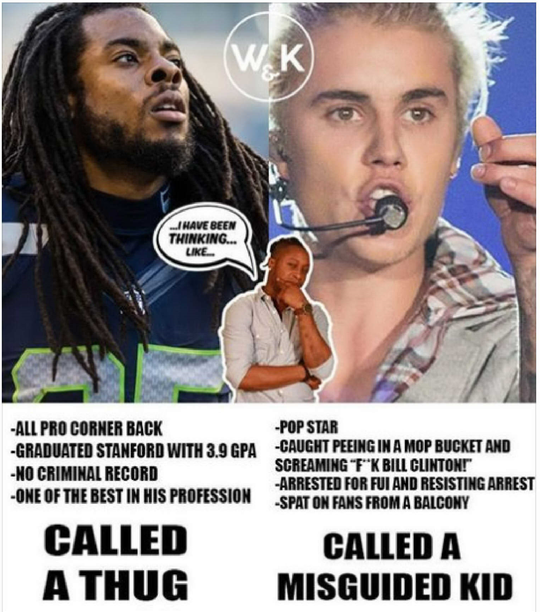 W&K
...I HAVE BEEN
THINKING...
LIKE...
-ALL PRO CORNER BACK
-GRADUATED STANFORD WITH 3.9 GPA
-NO CRIMINAL RECORD
-ONE OF THE BEST IN HIS PROFESSION
CALLED
A THUG
-POP STAR
-CAUGHT PEEING IN A MOP BUCKET AND
SCREAMING "F**K BILL CLINTON!"
-ARRESTED FOR FUI AND RESISTING ARREST
-SPAT ON FANS FROM A BALCONY
CALLED A
MISGUIDED KID